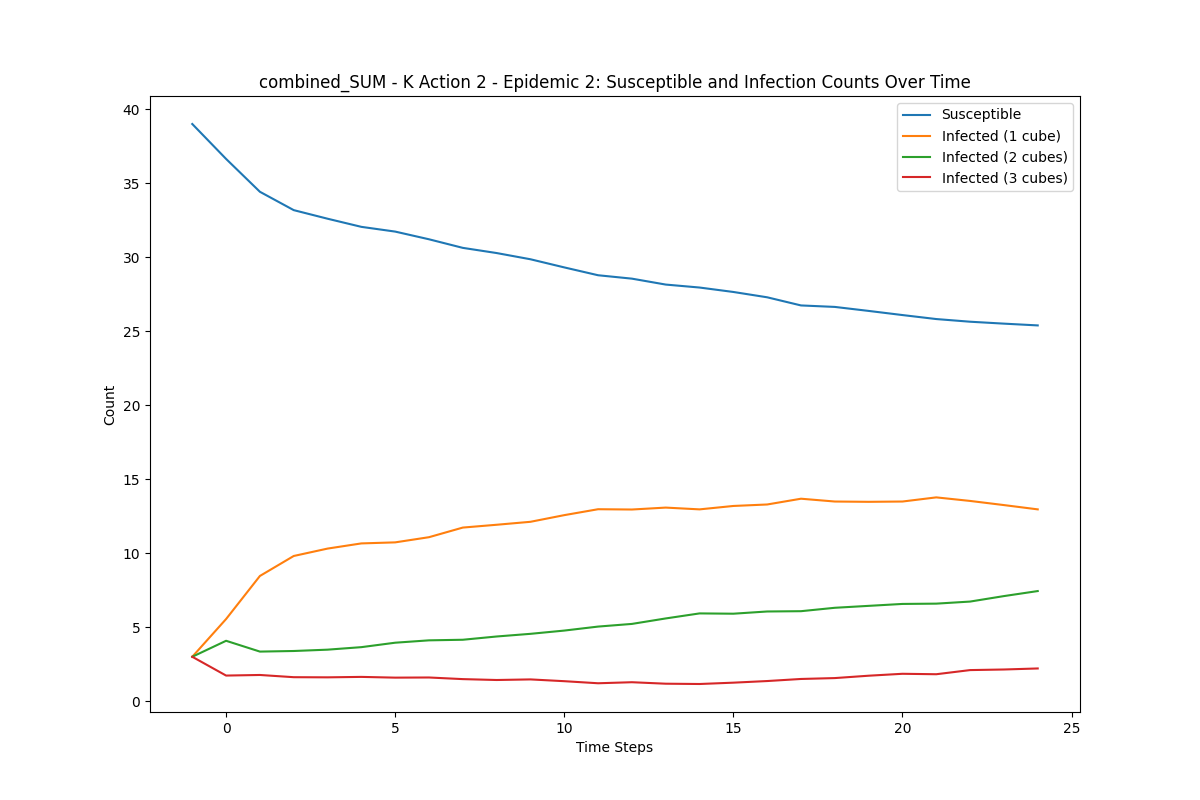 combined_SUM - K Action 2 - Epidemic 2: Susceptible and Infection Counts Over Time
Susceptible
Infected (1 cube)
Infected (2 cubes)
Infected (3 cubes)
40
35
30
25
20
15
10
5
0
Count
0 5 10 15 20 25
Time Steps